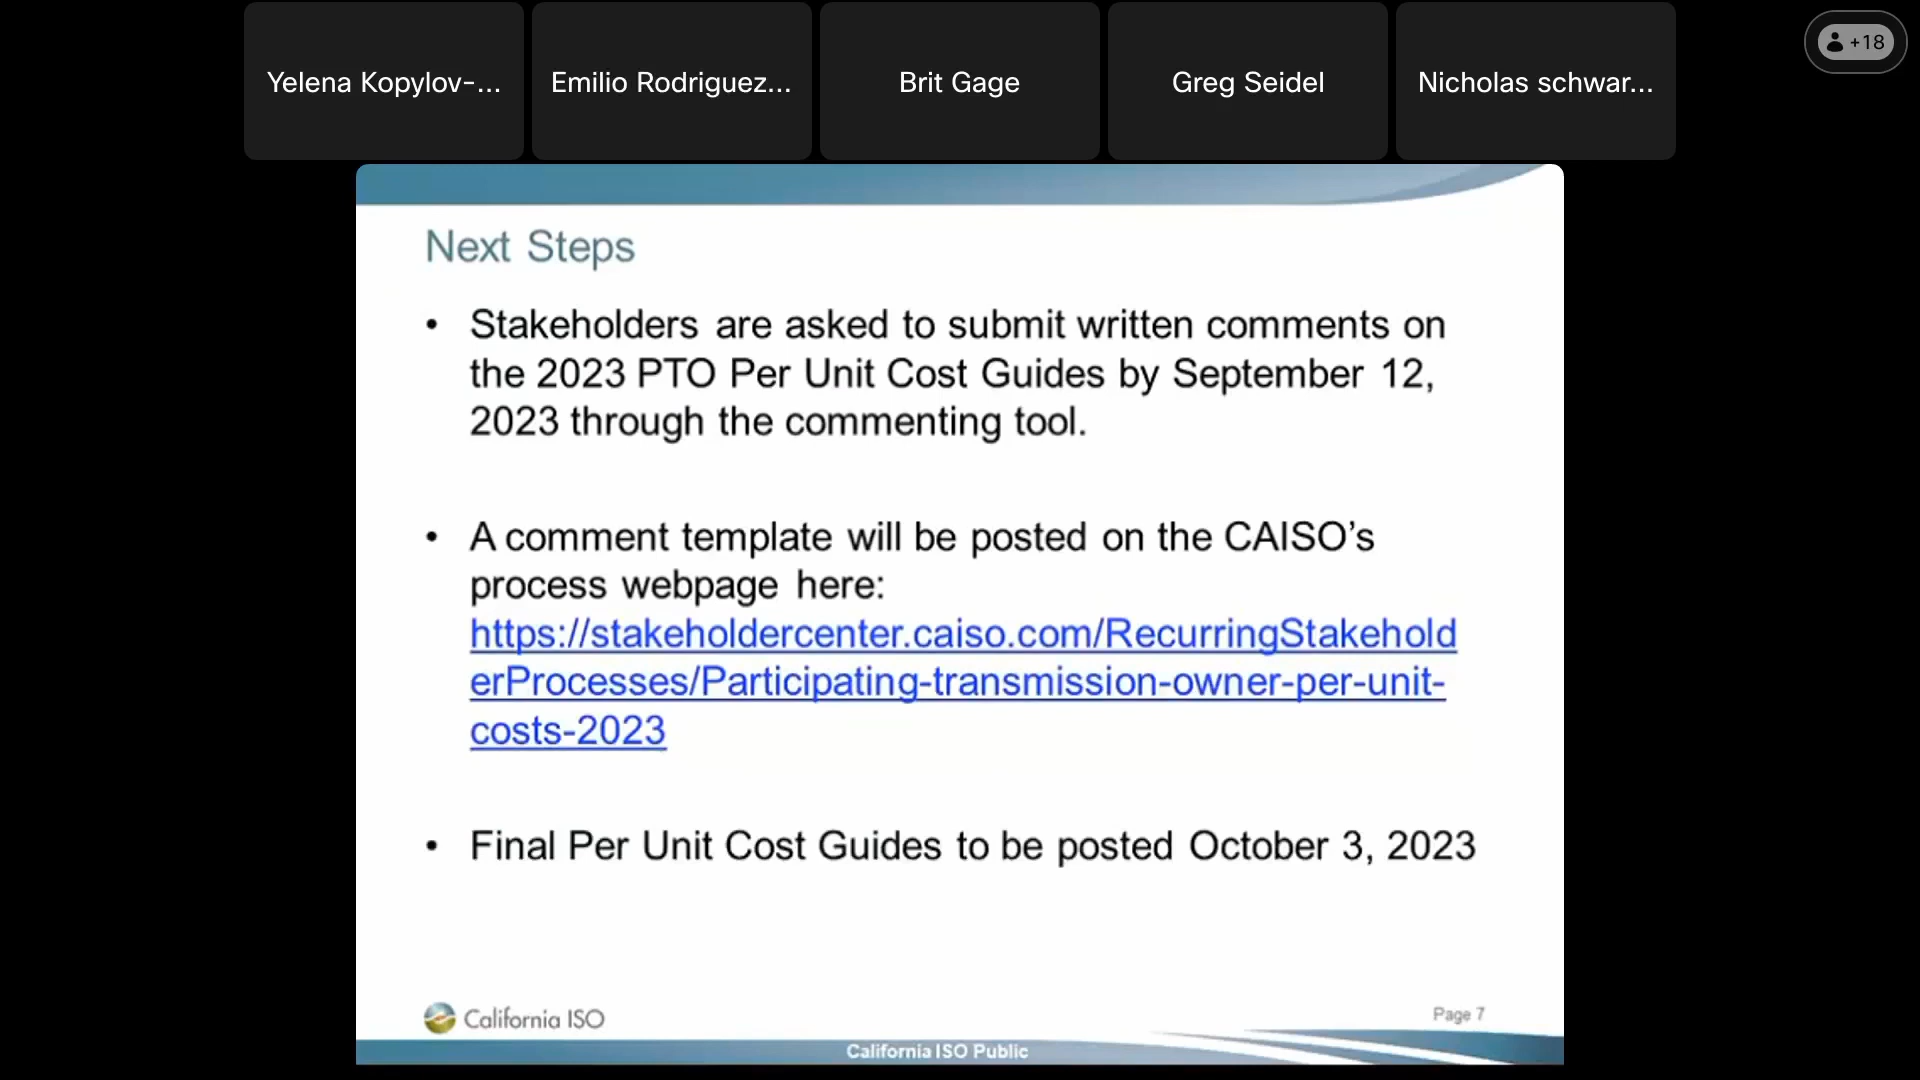 Yelena Kopylov-...
Emilio Rodriguez...
Brit Gage
Greg Seidel
Nicholas schwar...
+18
Next Steps
• Stakeholders are asked to submit written comments on
the 2023 PTO Per Unit Cost Guides by September 12,
2023 through the commenting tool.
• A comment template will be posted on the CAISO’s
process webpage here:
https://stakeholdercenter.caiso.com/RecurringStakehold
erProcesses/Participating-transmission-owner-per-unit-
costs-2023
• Final Per Unit Cost Guides to be posted October 3, 2023
California ISO
Page 7
California ISO Public